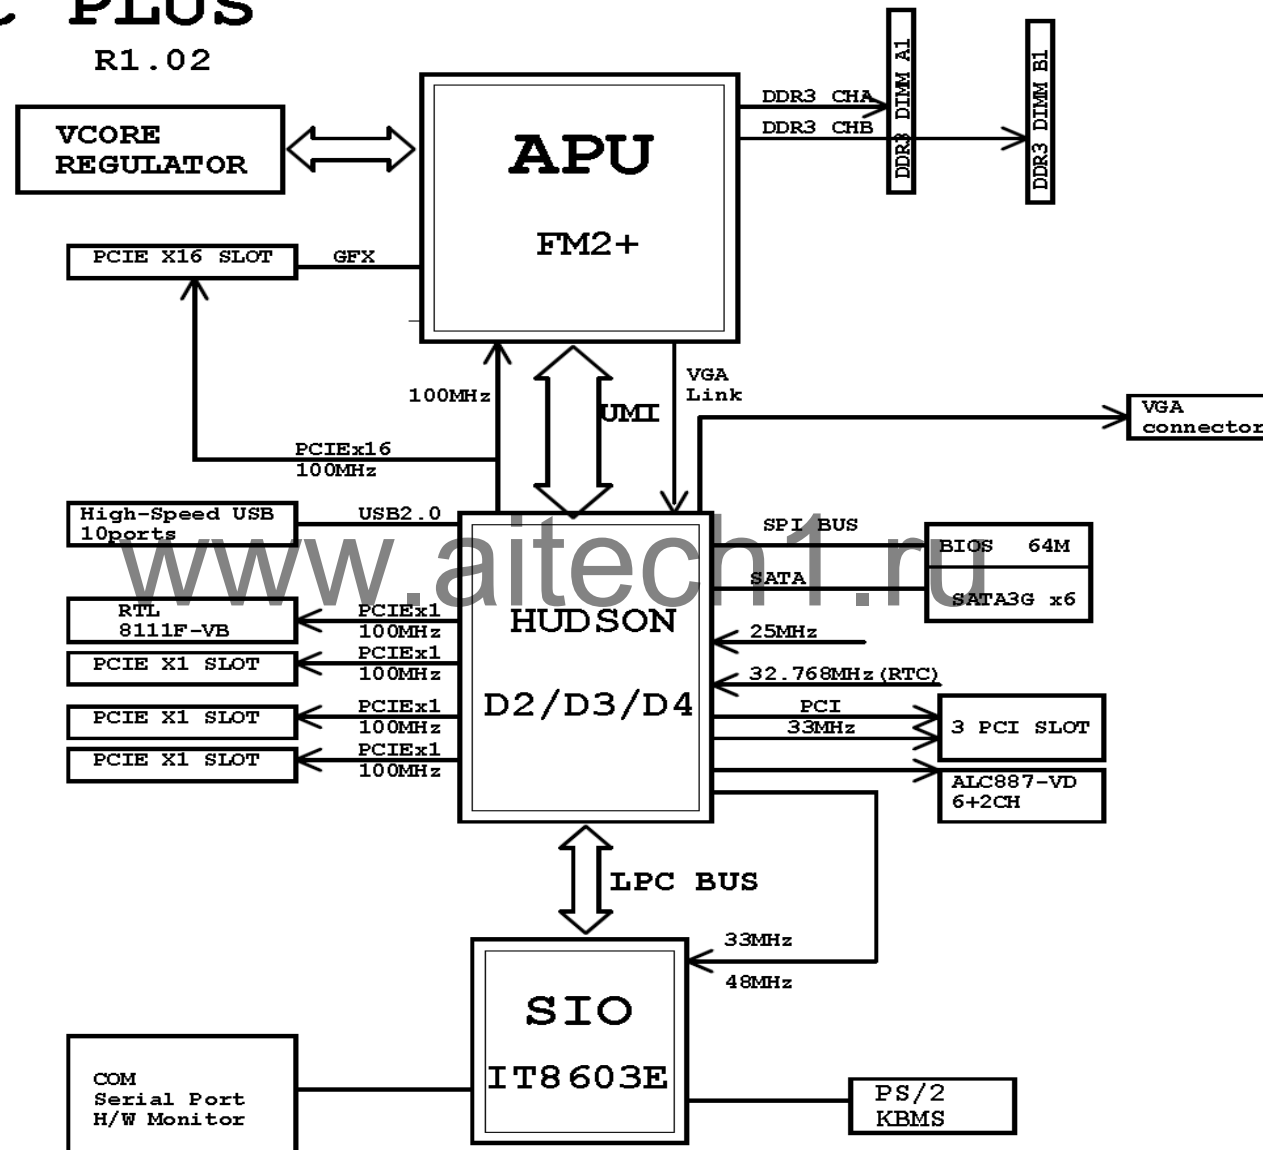 C PLUS
R1.02
VCORE
REGULATOR
APU
FM2+
DDR3 CHA
DDR3 CHB
DDR3 DIMM A1
DDR3 DIMM B1
PCIE X16 SLOT
GFX
100MHz
UMI
VGA
Link
VGA
connector
PCIEx16
100MHz
High-Speed USB
10ports
USB2.0
SPI BUS
BIOS 64M
SATA
SATA3G x6
www.aitech1.ru
RTL
8111F-VB
PCIEx1
100MHz
HUDSON
D2/D3/D4
25MHz
PCIE X1 SLOT
PCIEx1
100MHz
32.768MHz(RTC)
PCIE X1 SLOT
PCIEx1
100MHz
PCI
33MHz
3 PCI SLOT
PCIE X1 SLOT
PCIEx1
100MHz
ALC887-VD
6+2CH
LPC BUS
33MHz
48MHz
SIO
IT8603E
COM
Serial Port
H/W Monitor
PS/2
KBMS